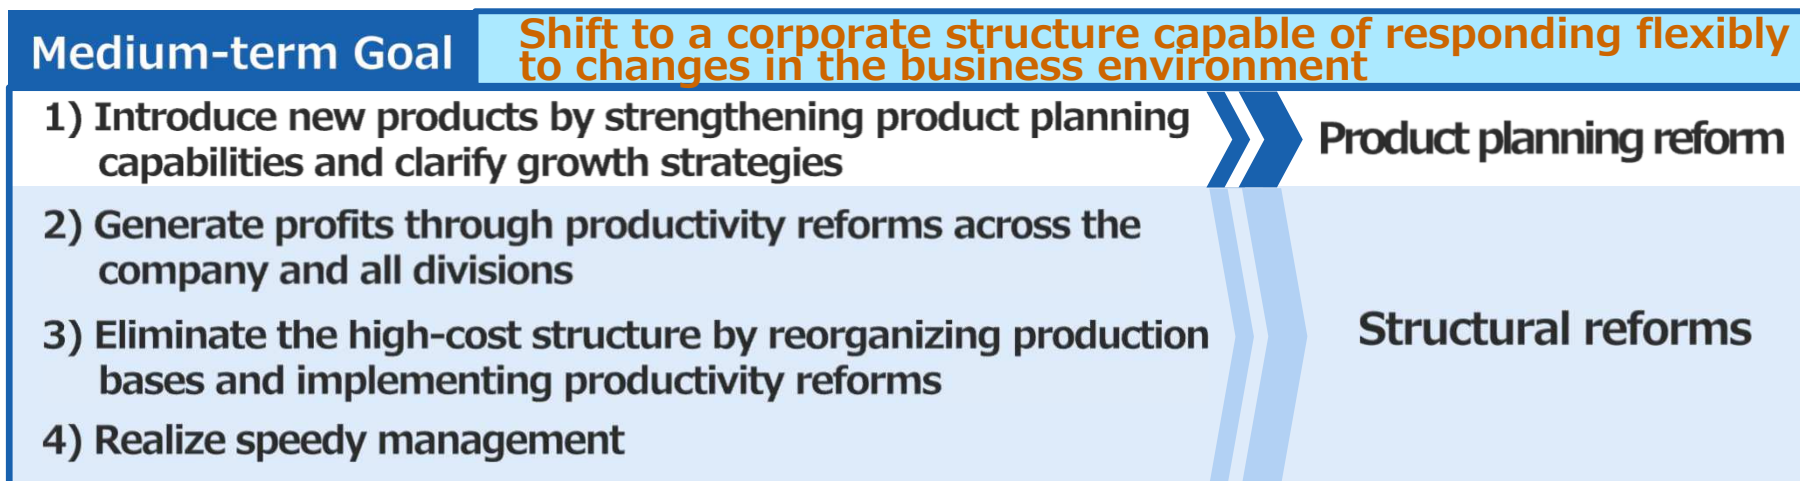 Medium-term Goal
Shift to a corporate structure capable of responding flexibly
to changes in the business environment
1) Introduce new products by strengthening product planning
capabilities and clarify growth strategies
Product planning reform
2) Generate profits through productivity reforms across the
company and all divisions
3) Eliminate the high-cost structure by reorganizing production
bases and implementing productivity reforms
4) Realize speedy management
Structural reforms